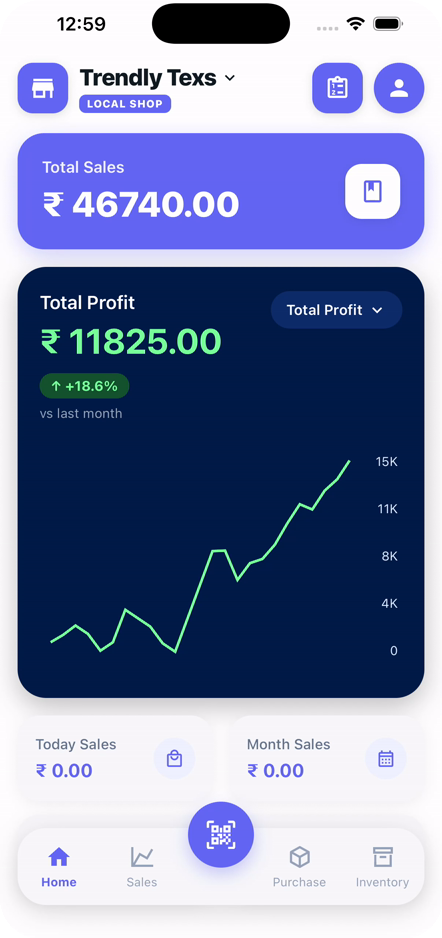 12:59
Trendly Texs
LOCAL SHOP
Total Sales
₹ 46740.00
Total Profit
Total Profit
₹ 11825.00
↑ +18.6%
vs last month
15K
11K
8K
4K
0
Today Sales
₹ 0.00
Month Sales
₹ 0.00
Home
Sales
Purchase
Inventory